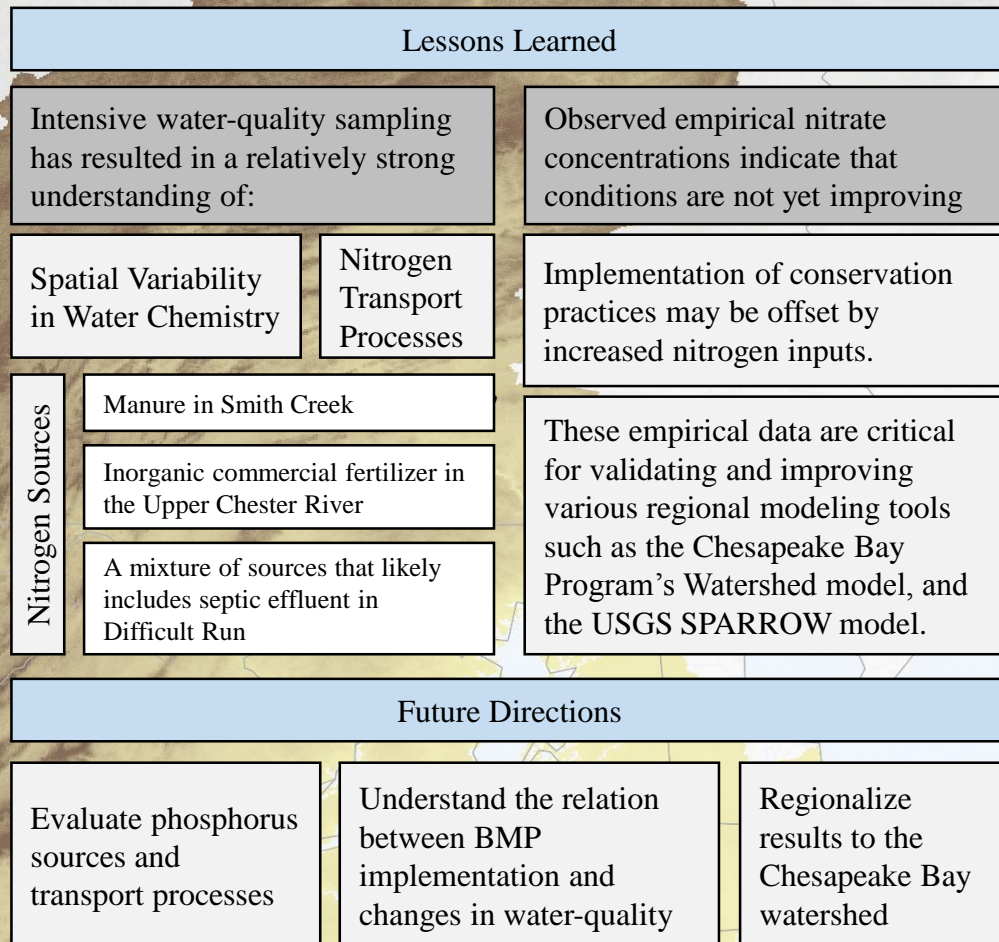 Lessons Learned
Intensive water-quality sampling
has resulted in a relatively strong
understanding of:
Spatial Variability
in Water Chemistry
Nitrogen
Transport
Processes
Nitrogen Sources
Manure in Smith Creek
Inorganic commercial fertilizer in
the Upper Chester River
A mixture of sources that likely
includes septic effluent in
Difficult Run
Observed empirical nitrate
concentrations indicate that
conditions are not yet improving
Implementation of conservation
practices may be offset by
increased nitrogen inputs.
These empirical data are critical
for validating and improving
various regional modeling tools
such as the Chesapeake Bay
Program’s Watershed model, and
the USGS SPARROW model.
Future Directions
Evaluate phosphorus
sources and
transport processes
Understand the relation
between BMP
implementation and
changes in water-quality
Regionalize
results to the
Chesapeake Bay
watershed